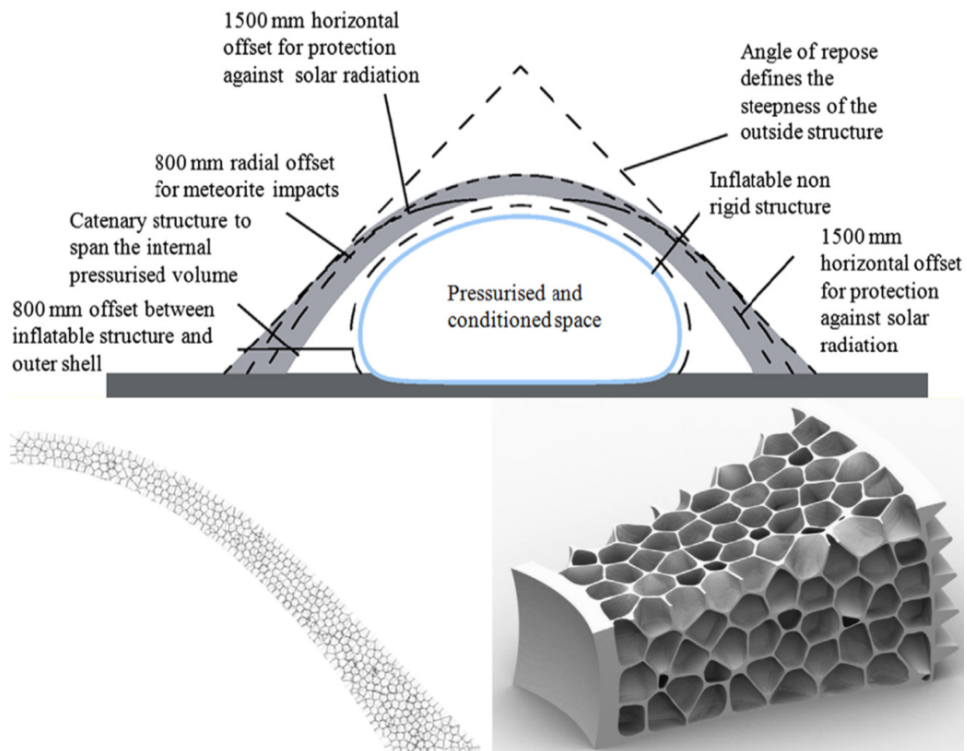 1500 mm horizontal
offset for protection
against solar radiation
800 mm radial offset
for meteorite impacts
Catenary structure to
span the internal
pressurised volume
800 mm offset between
inflatable structure and
outer shell
Pressurised and
conditioned space
Angle of repose
defines the
steepness of the
outside structure
Inflatable non
rigid structure
1500 mm
horizontal offset
for protection
against solar
radiation